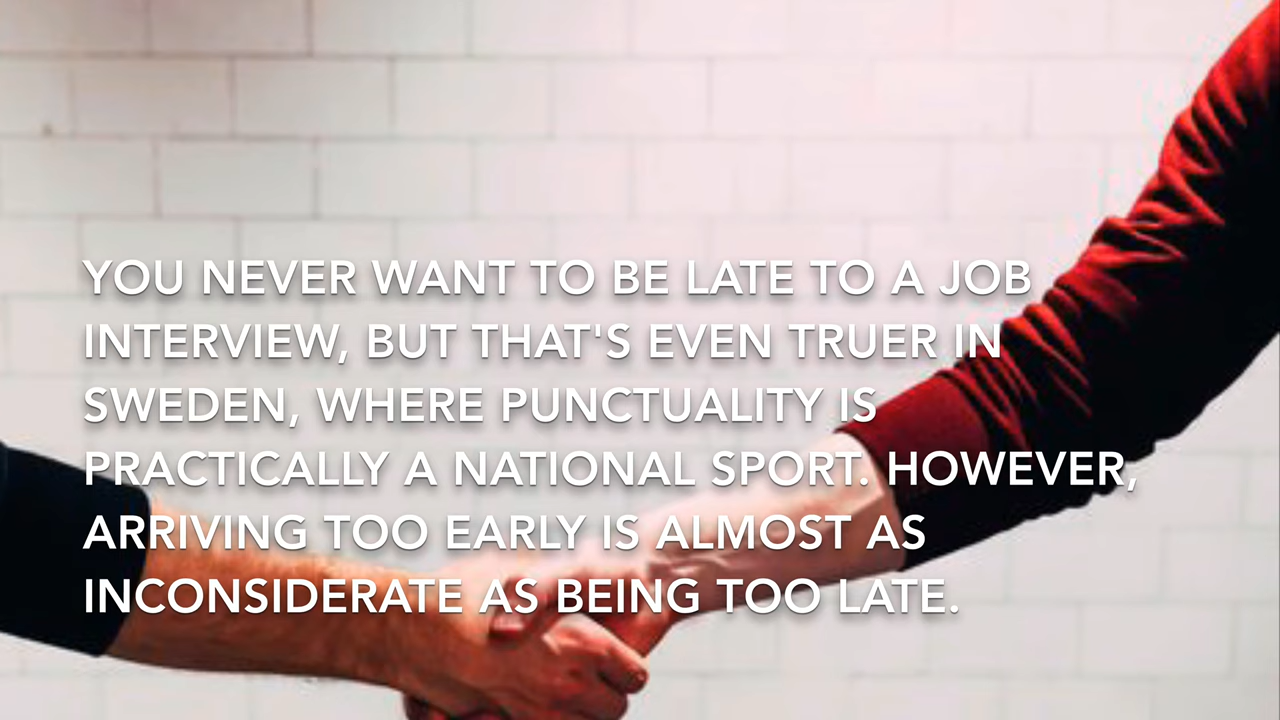 YOU NEVER WANT TO BE LATE TO A JOB
INTERVIEW, BUT THAT'S EVEN TRUER IN
SWEDEN, WHERE PUNCTUALITY IS
PRACTICALLY A NATIONAL SPORT. HOWEVER,
ARRIVING TOO EARLY IS ALMOST AS
INCONSIDERATE AS BEING TOO LATE.